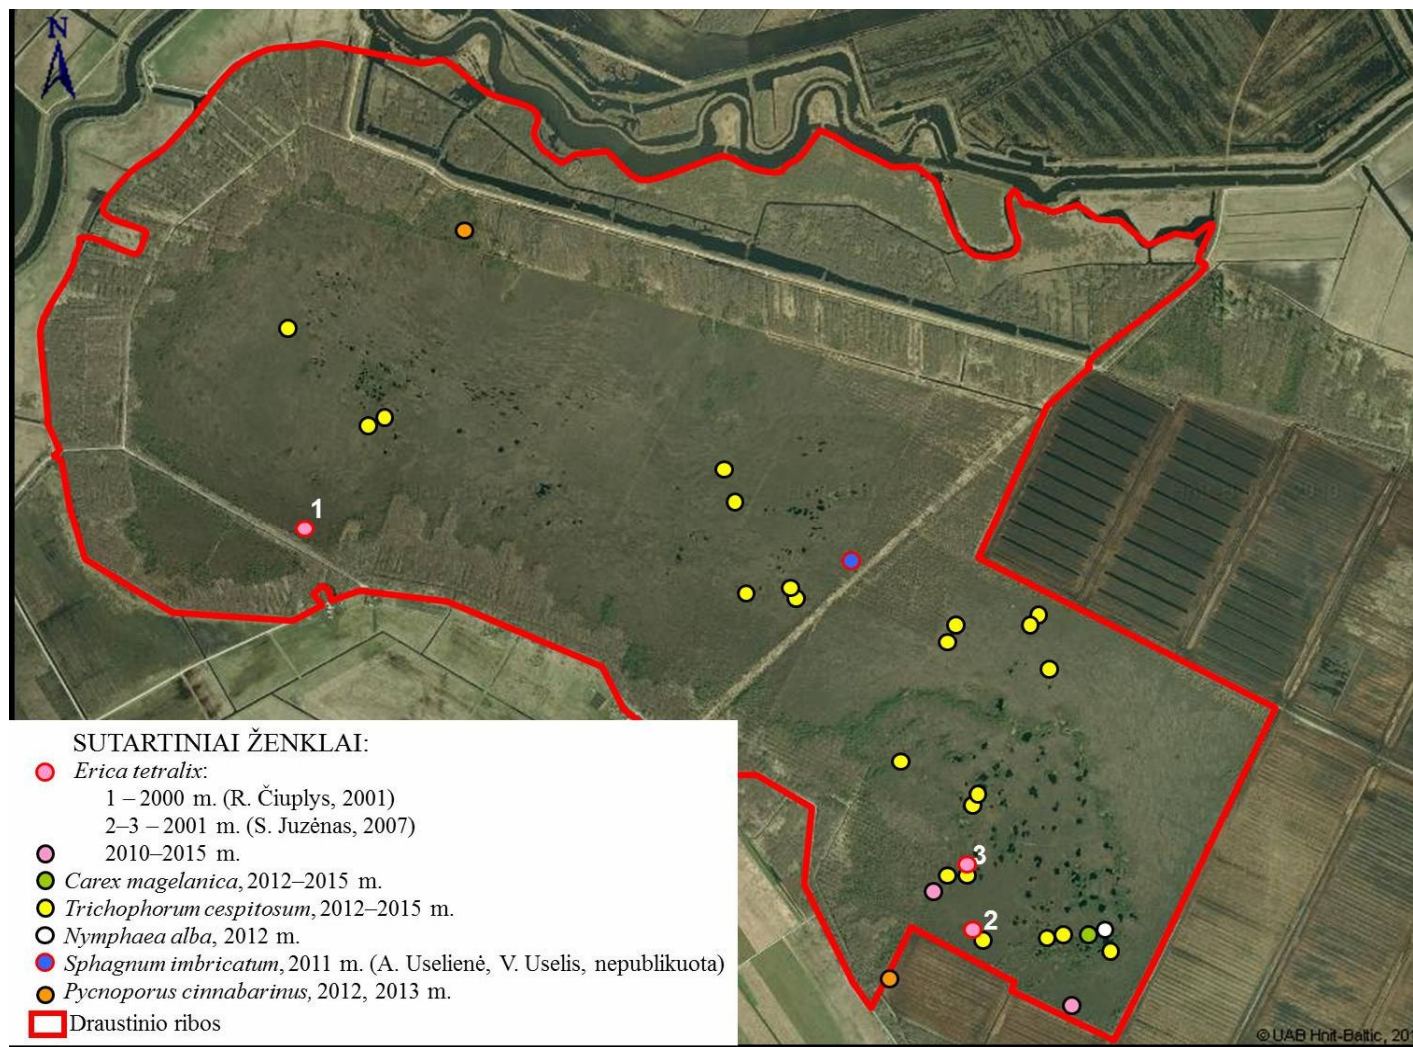 N
1
3
2
SUTARTINIAI ŽENKLAI:
Erica tetralix:
1 – 2000 m. (R. Čiuplys, 2001)
2–3 – 2001 m. (S. Juzėnas, 2007)
2010–2015 m.
Carex magelanica, 2012–2015 m.
Trichophorum cespitosum, 2012–2015 m.
Nymphaea alba, 2012 m.
Sphagnum imbricatum, 2011 m. (A. Uselienė, V. Uselis, nepublikuota)
Pycnoporus cinnabarinus, 2012, 2013 m.
Draustinio ribos
© UAB Hnit-Baltic, 201